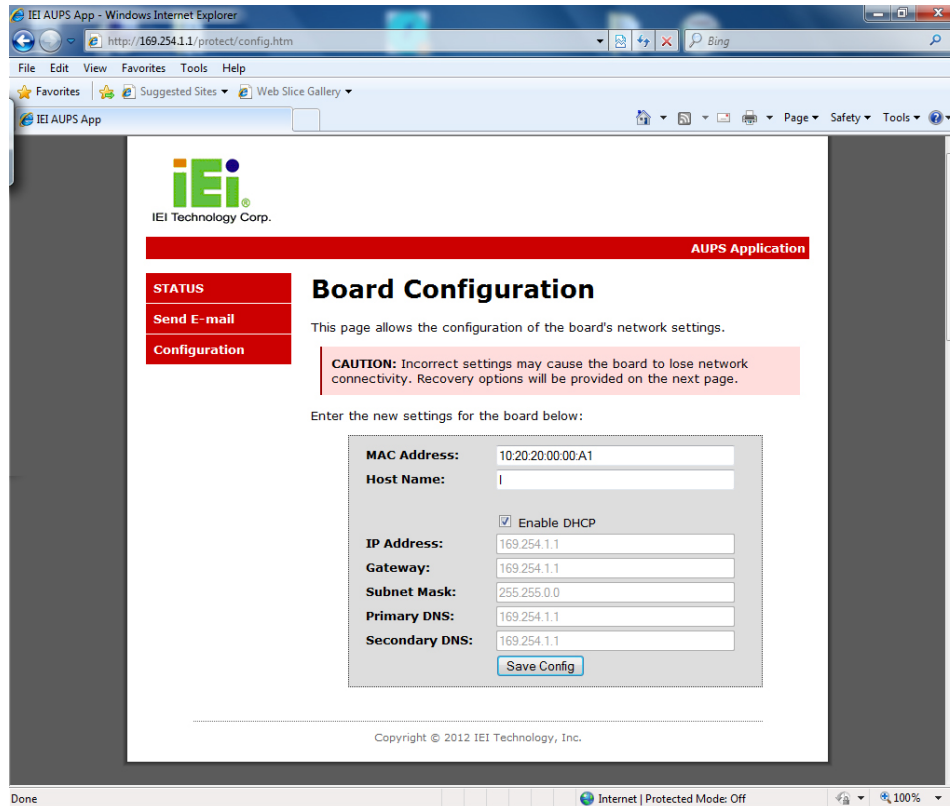 IEI AUPS App - Windows Internet Explorer
http://169.254.1.1/protect/config.htm
Bing
File Edit View Favorites Tools Help
Favorites Suggested Sites Web Slice Gallery
IEI AUPS App
Page Safety Tools
iEi®
IEI Technology Corp.
AUPS Application
STATUS
Send E-mail
Configuration
Board Configuration
This page allows the configuration of the board's network settings.
CAUTION: Incorrect settings may cause the board to lose network
connectivity. Recovery options will be provided on the next page.
Enter the new settings for the board below:
MAC Address: 10:20:20:00:00:A1
Host Name:
Enable DHCP
IP Address: 169.254.1.1
Gateway: 169.254.1.1
Subnet Mask: 255.255.0.0
Primary DNS: 169.254.1.1
Secondary DNS: 169.254.1.1
Save Config
Copyright © 2012 IEI Technology, Inc.
Done
Internet | Protected Mode: Off
100%